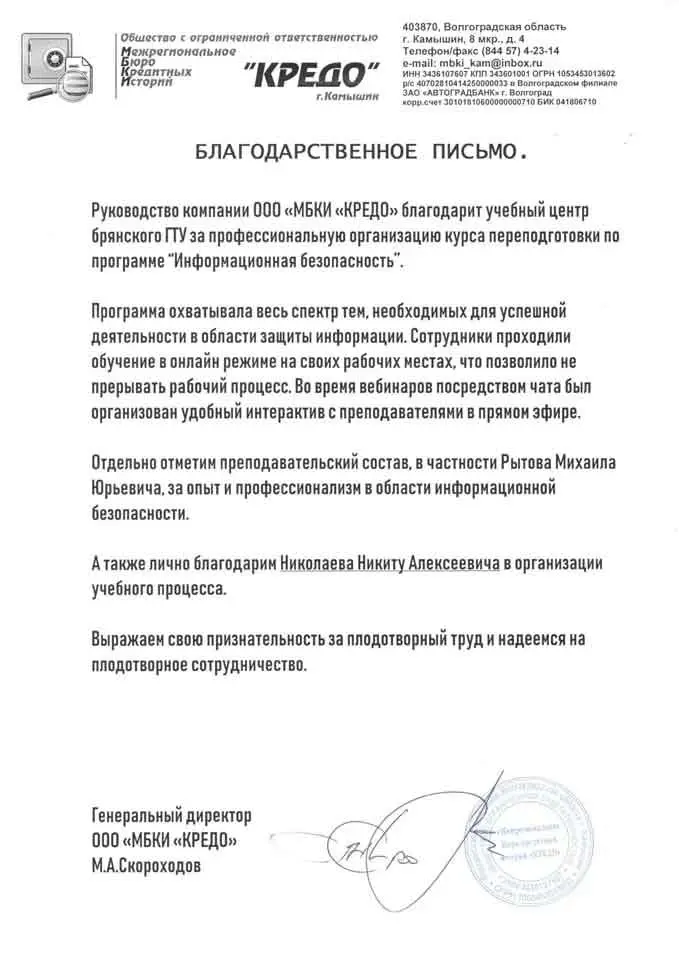 Общество с ограниченной ответственностью
Межрегиональное
Бюро
Кредитных
Историй
"КРЕДО"
г.Камышин
403870, Волгоградская область
г. Камышин, 8 мкр., д. 4
Телефон/факс (844 57) 4-23-14
e-mail: mbki_kam@inbox.ru
ИНН 3436107607 КПП 343601001 ОГРН 1053453013602
р/с 40702810414250000033 в Волгоградском филиале
ЗАО «АВТОГРАДБАНК» г. Волгоград
корр.счет 30101810600000000710 БИК 041806710
БЛАГОДАРСТВЕННОЕ ПИСЬМО.
Руководство компании ООО «МБКИ «КРЕДО» благодарит учебный центр
брянского ГТУ за профессиональную организацию курса переподготовки по
программе “Информационная безопасность”.
Программа охватывала весь спектр тем, необходимых для успешной
деятельности в области защиты информации. Сотрудники проходили
обучение в онлайн режиме на своих рабочих местах, что позволило не
прерывать рабочий процесс. Во время вебинаров посредством чата был
организован удобный интерактив с преподавателями в прямом эфире.
Отдельно отметим преподавательский состав, в частности Рытова Михаила
Юрьевича, за опыт и профессионализм в области информационной
безопасности.
А также лично благодарим Николаева Никиту Алексеевича в организации
учебного процесса.
Выражаем свою признательность за плодотворный труд и надеемся на
плодотворное сотрудничество.
Генеральный директор
ООО «МБКИ «КРЕДО»
М.А.Скороходов